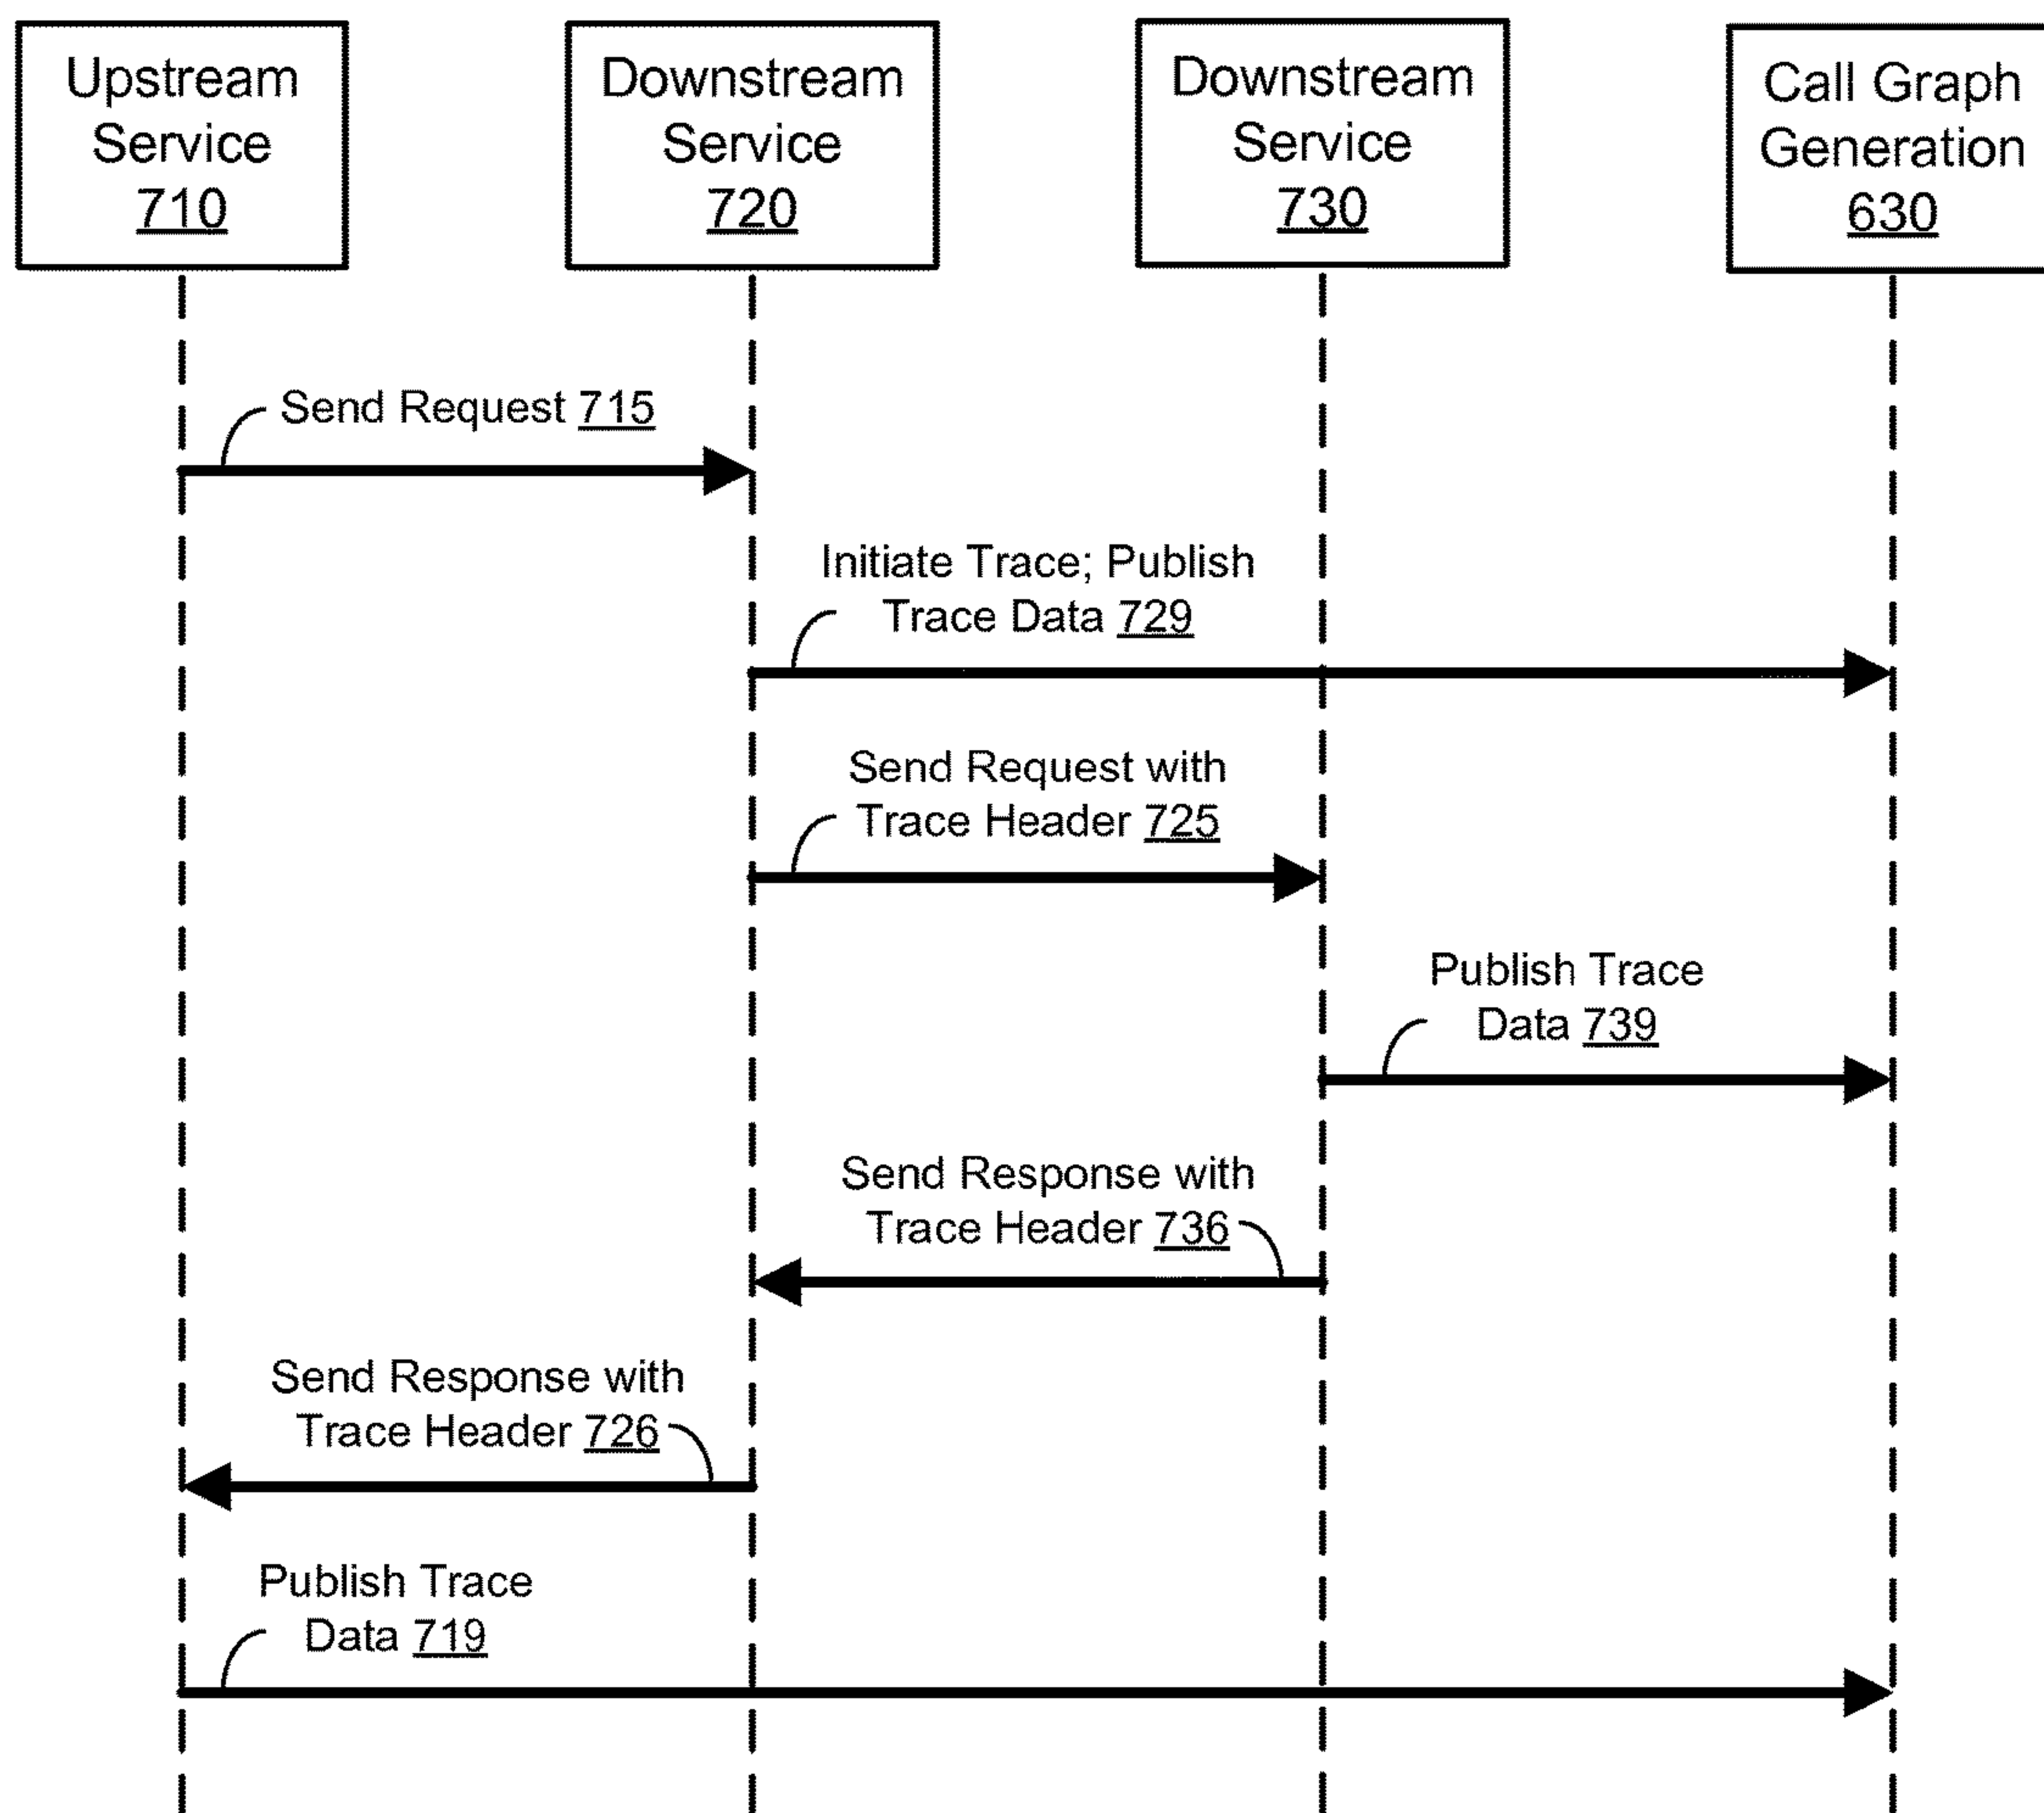 Upstream
Service
710
Downstream
Service
720
Downstream
Service
730
Call Graph
Generation
630
Send Request 715
Initiate Trace; Publish
Trace Data 729
Send Request with
Trace Header 725
Publish Trace
Data 739
Send Response with
Trace Header 736
Send Response with
Trace Header 726
Publish Trace
Data 719